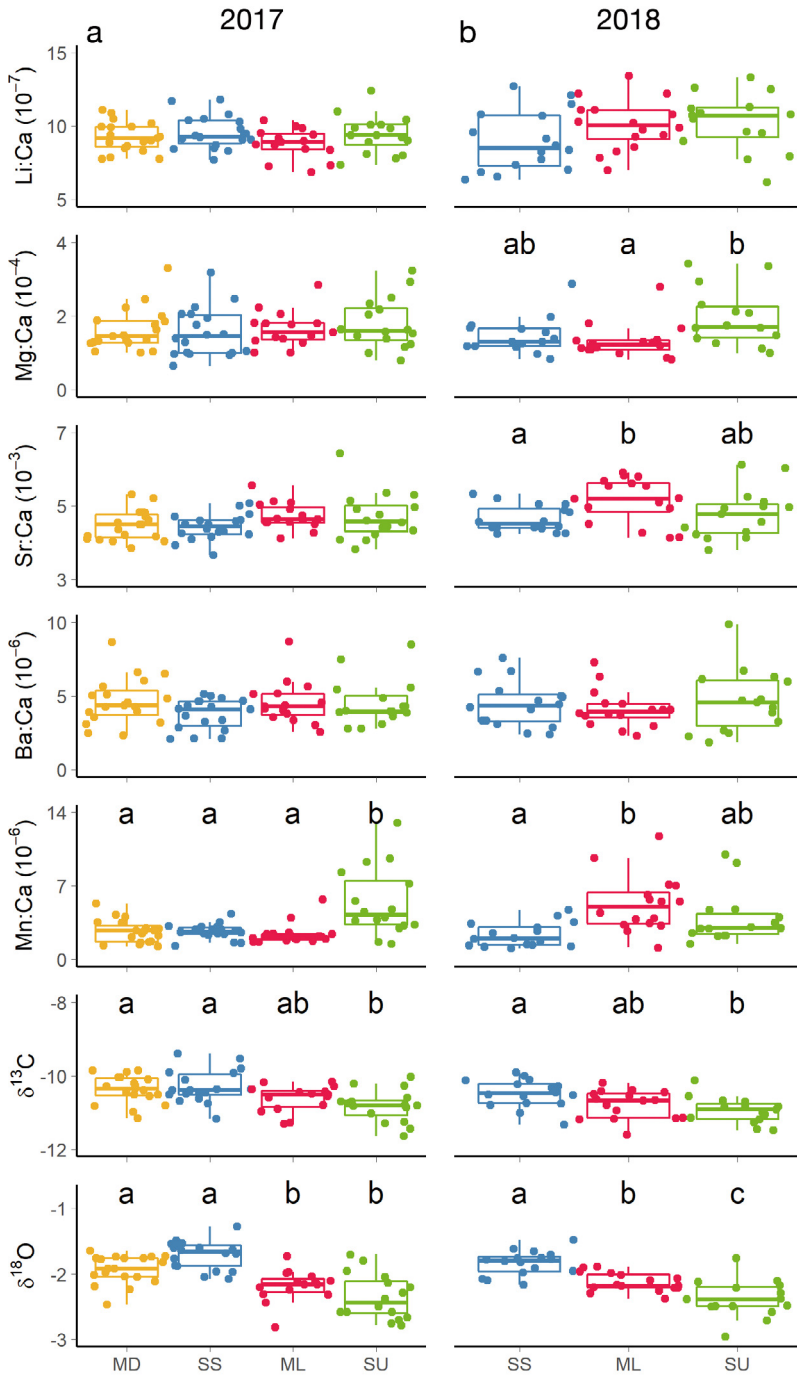 a 2017 b 2018
Li:Ca (10⁻⁷)
15
10
5
Mg:Ca (10⁻⁴)
4
2
0
ab a b
Sr:Ca (10⁻³)
7
5
3
a b ab
Ba:Ca (10⁻⁶)
10
5
0
Mn:Ca (10⁻⁶)
14
7
0
a a a b a b ab
δ¹³C
-8
-10
-12
a a ab b a ab b
δ¹⁸O
-1
-2
-3
a a b b a b c
MD SS ML SU SS ML SU